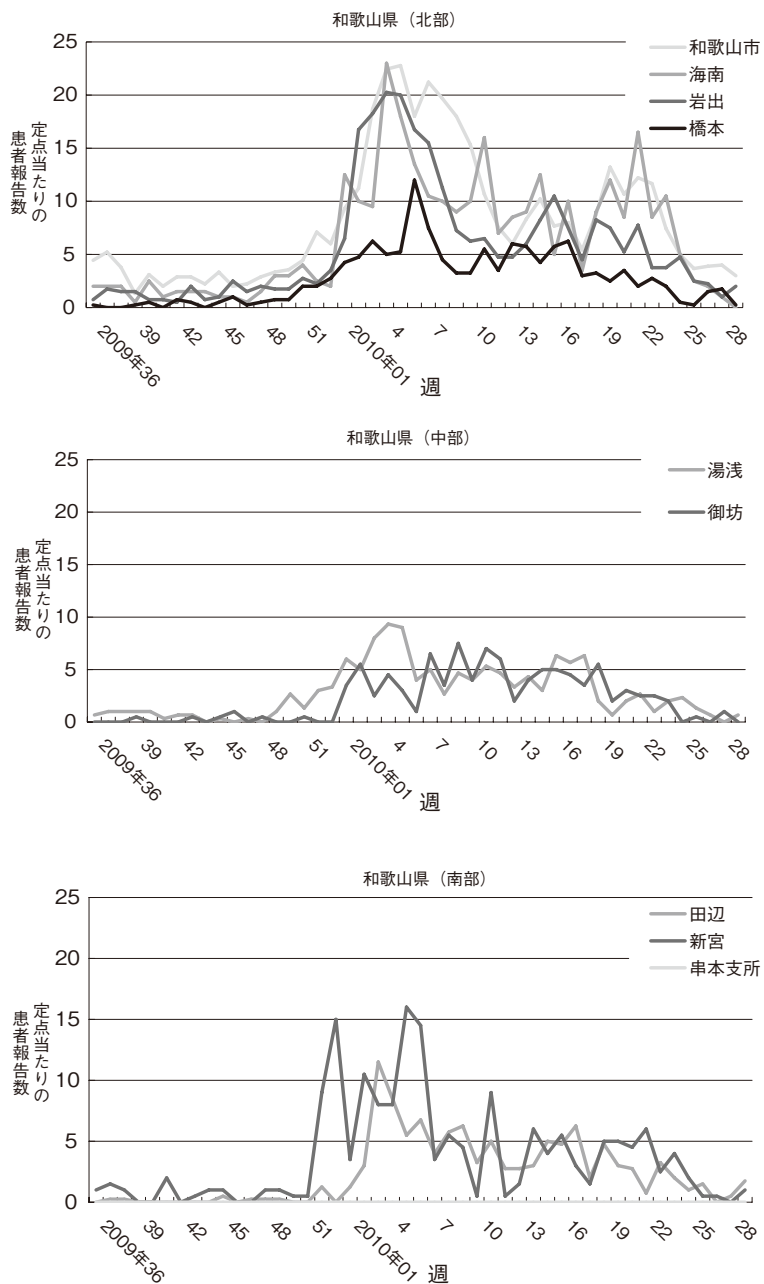 和歌山県（北部）
25
20
15
10
5
0
定点当たりの
患者報告数
和歌山市
海南
岩出
橋本
2009年36
39
42
45
48
51
2010年01
4
7
10
13
16
19
22
25
28
週
和歌山県（中部）
25
20
15
10
5
0
定点当たりの
患者報告数
湯浅
御坊
2009年36
39
42
45
48
51
2010年01
4
7
10
13
16
19
22
25
28
週
和歌山県（南部）
25
20
15
10
5
0
定点当たりの
患者報告数
田辺
新宮
串本支所
2009年36
39
42
45
48
51
2010年01
4
7
10
13
16
19
22
25
28
週